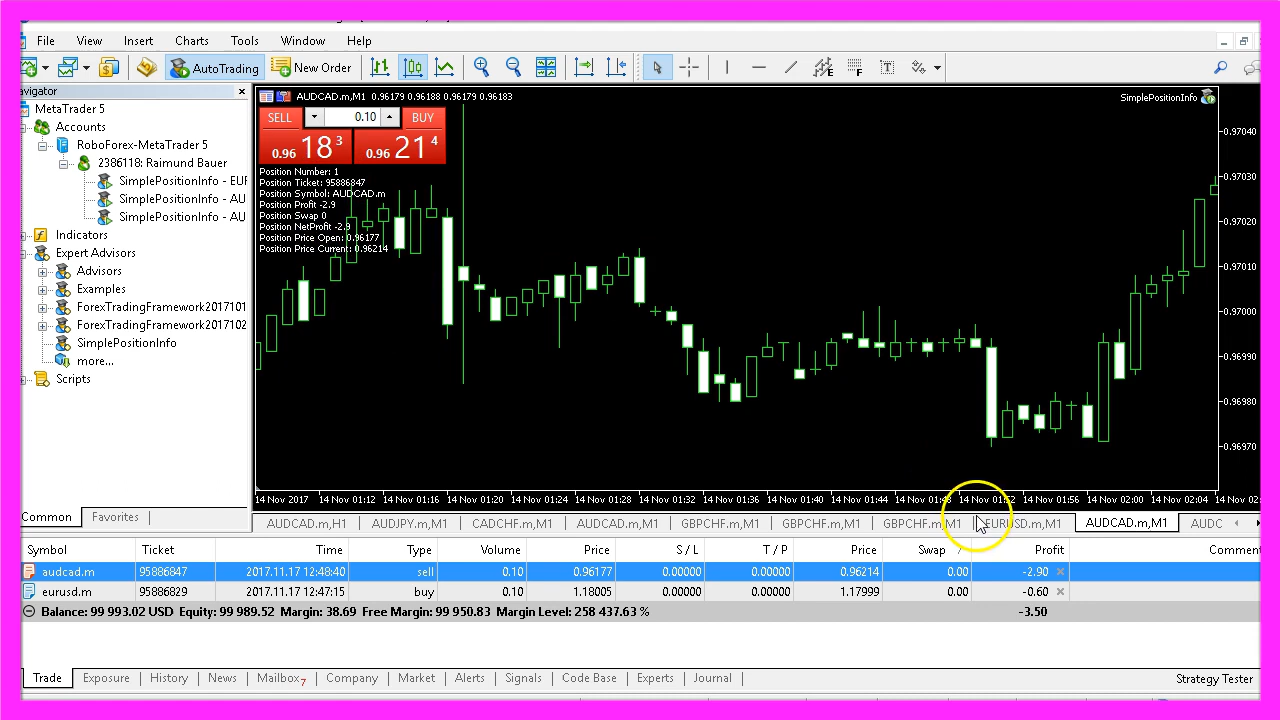 File View Insert Charts Tools Window Help
AutoTrading New Order
avigator ×
MetaTrader 5
Accounts
RoboForex-MetaTrader 5
2386118: Raimund Bauer
SimplePositionInfo - EUF
SimplePositionInfo - AU
SimplePositionInfo - AU
Indicators
Expert Advisors
Advisors
Examples
ForexTradingFramework2017101
ForexTradingFramework2017102
SimplePositionInfo
more...
Scripts
Common Favorites
AUDCAD.m,M1 0.96179 0.96188 0.96179 0.96183
SimplePositionInfo
SELL 0.10 BUY
0.96 18 3 0.96 21 4
Position Number: 1
Position Ticket: 95886847
Position Symbol: AUDCAD.m
Position Profit -2.9
Position Swap 0
Position NetProfit -2.9
Position Price Open: 0.96177
Position Price Current: 0.96214
0.97040
0.97030
0.97020
0.97010
0.97000
0.96990
0.96980
0.96970
14 Nov 2017 14 Nov 01:12 14 Nov 01:16 14 Nov 01:20 14 Nov 01:24 14 Nov 01:28 14 Nov 01:32 14 Nov 01:36 14 Nov 01:40 14 Nov 01:44 14 Nov 01:48 14 Nov 01:52 14 Nov 01:56 14 Nov 02:00 14 Nov 02:04 14 Nov 02:
AUDCAD.m,H1 AUDJPY.m,M1 CADCHF.m,M1 AUDCAD.m,M1 GBPCHF.m,M1 GBPCHF.m,M1 GBPCHF.m,M1 EURUSD.m,M1 AUDCAD.m,M1 AUDC
Symbol Ticket Time Type Volume Price S / L T / P Price Swap Profit Comment
audcad.m 95886847 2017.11.17 12:48:40 sell 0.10 0.96177 0.00000 0.00000 0.96214 0.00 -2.90
eurusd.m 95886829 2017.11.17 12:47:15 buy 0.10 1.18005 0.00000 0.00000 1.17999 0.00 -0.60
Balance: 99 993.02 USD Equity: 99 989.52 Margin: 38.69 Free Margin: 99 950.83 Margin Level: 258 437.63 % -3.50
Trade Exposure History News Mailbox7 Company Market Alerts Signals Code Base Experts Journal Strategy Tester